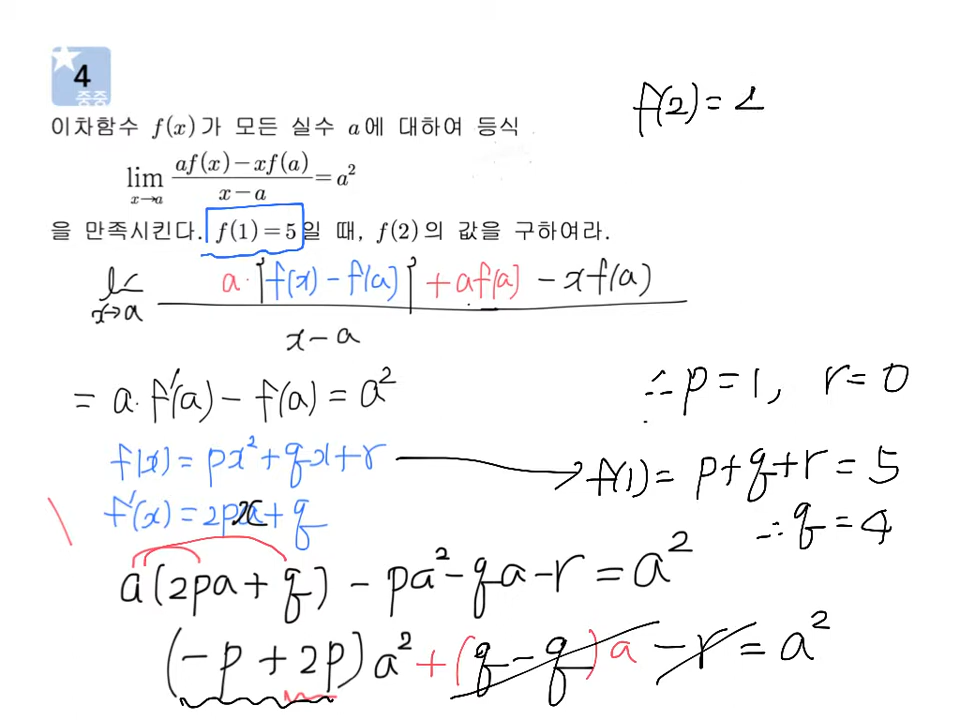 4
중중
f(2) =
이차함수 f(x)가 모든 실수 a에 대하여 등식
lim x→a (af(x)−xf(a))/(x−a) = a²
을 만족시킨다. f(1)=5일 때, f(2)의 값을 구하여라.
lim x→a (a·{f(x) − f(a)} + af(a) − xf(a))/(x−a)
= a·f'(a) − f(a) = a²
∴ p = 1, r = 0
f(x) = px² + qx + r → f(1) = p+q+r = 5
f'(x) = 2px + q
∴ q = 4
a(2pa + q) − pa² − qa − r = a²
(−p + 2p)a² + (q − q)a − r = a²